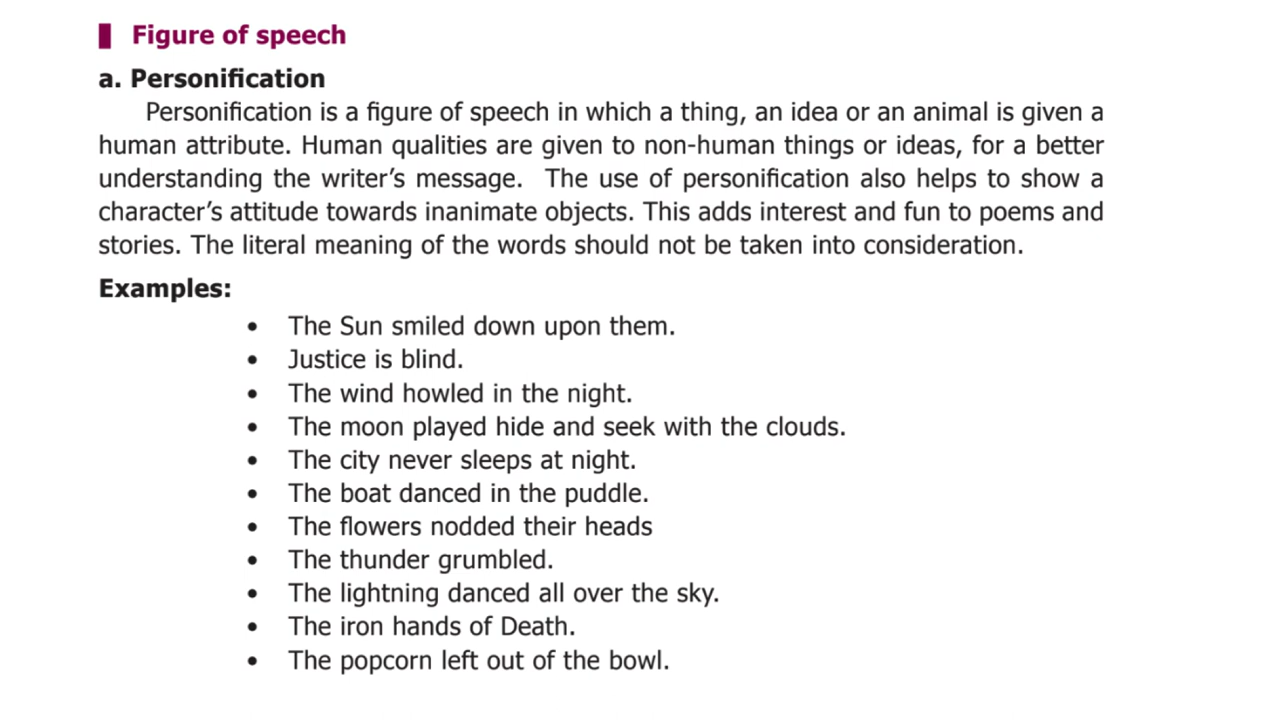 Figure of speech
a. Personification
Personification is a figure of speech in which a thing, an idea or an animal is given a
human attribute. Human qualities are given to non-human things or ideas, for a better
understanding the writer’s message.  The use of personification also helps to show a
character’s attitude towards inanimate objects. This adds interest and fun to poems and
stories. The literal meaning of the words should not be taken into consideration.
Examples:
• The Sun smiled down upon them.
• Justice is blind.
• The wind howled in the night.
• The moon played hide and seek with the clouds.
• The city never sleeps at night.
• The boat danced in the puddle.
• The flowers nodded their heads
• The thunder grumbled.
• The lightning danced all over the sky.
• The iron hands of Death.
• The popcorn left out of the bowl.